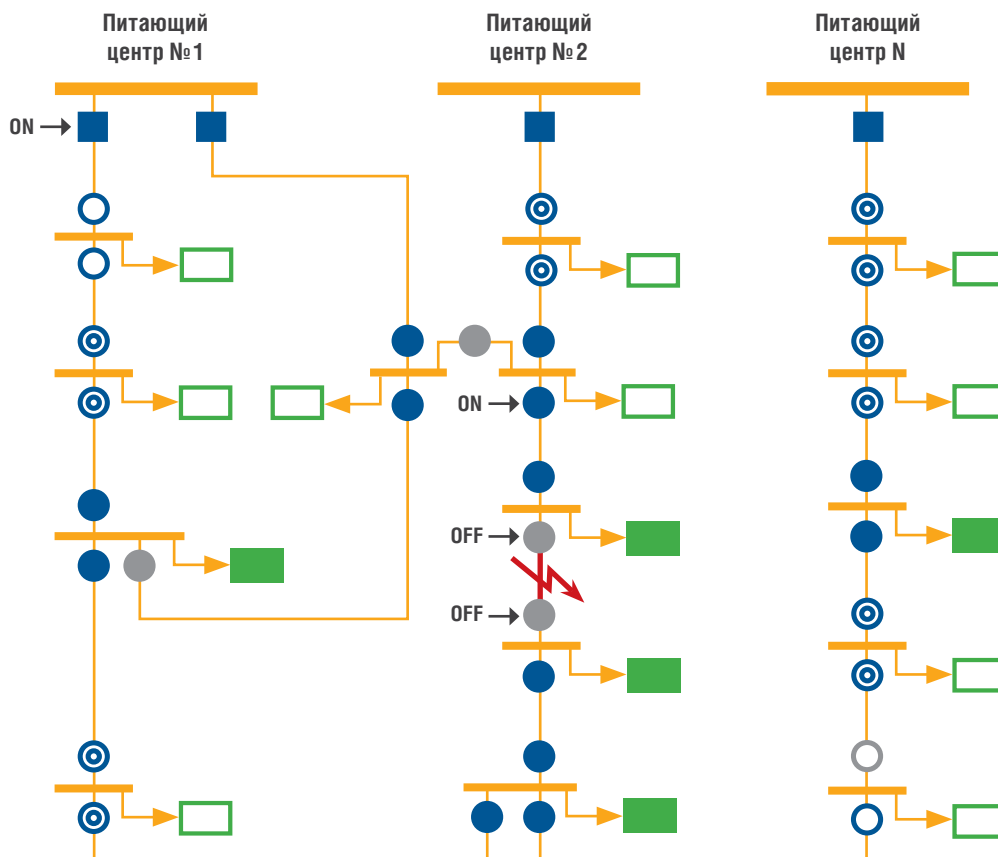 Питающий
центр №1
Питающий
центр №2
Питающий
центр N
ON
ON
OFF
OFF